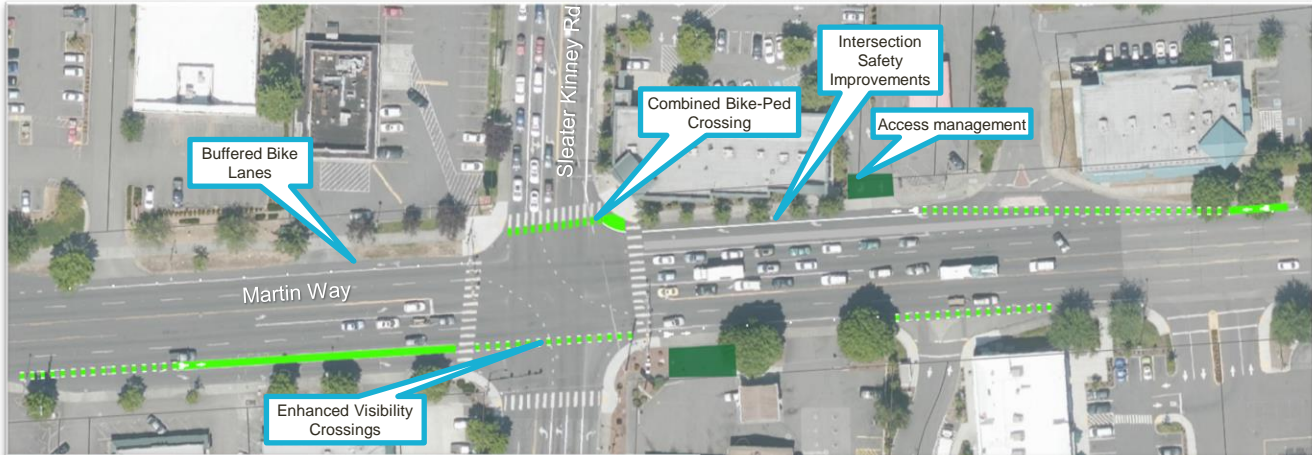 Sleater Kinney Rd
Intersection
Safety
Improvements
Combined Bike-Ped
Crossing
Access management
Buffered Bike
Lanes
Martin Way
Enhanced Visibility
Crossings